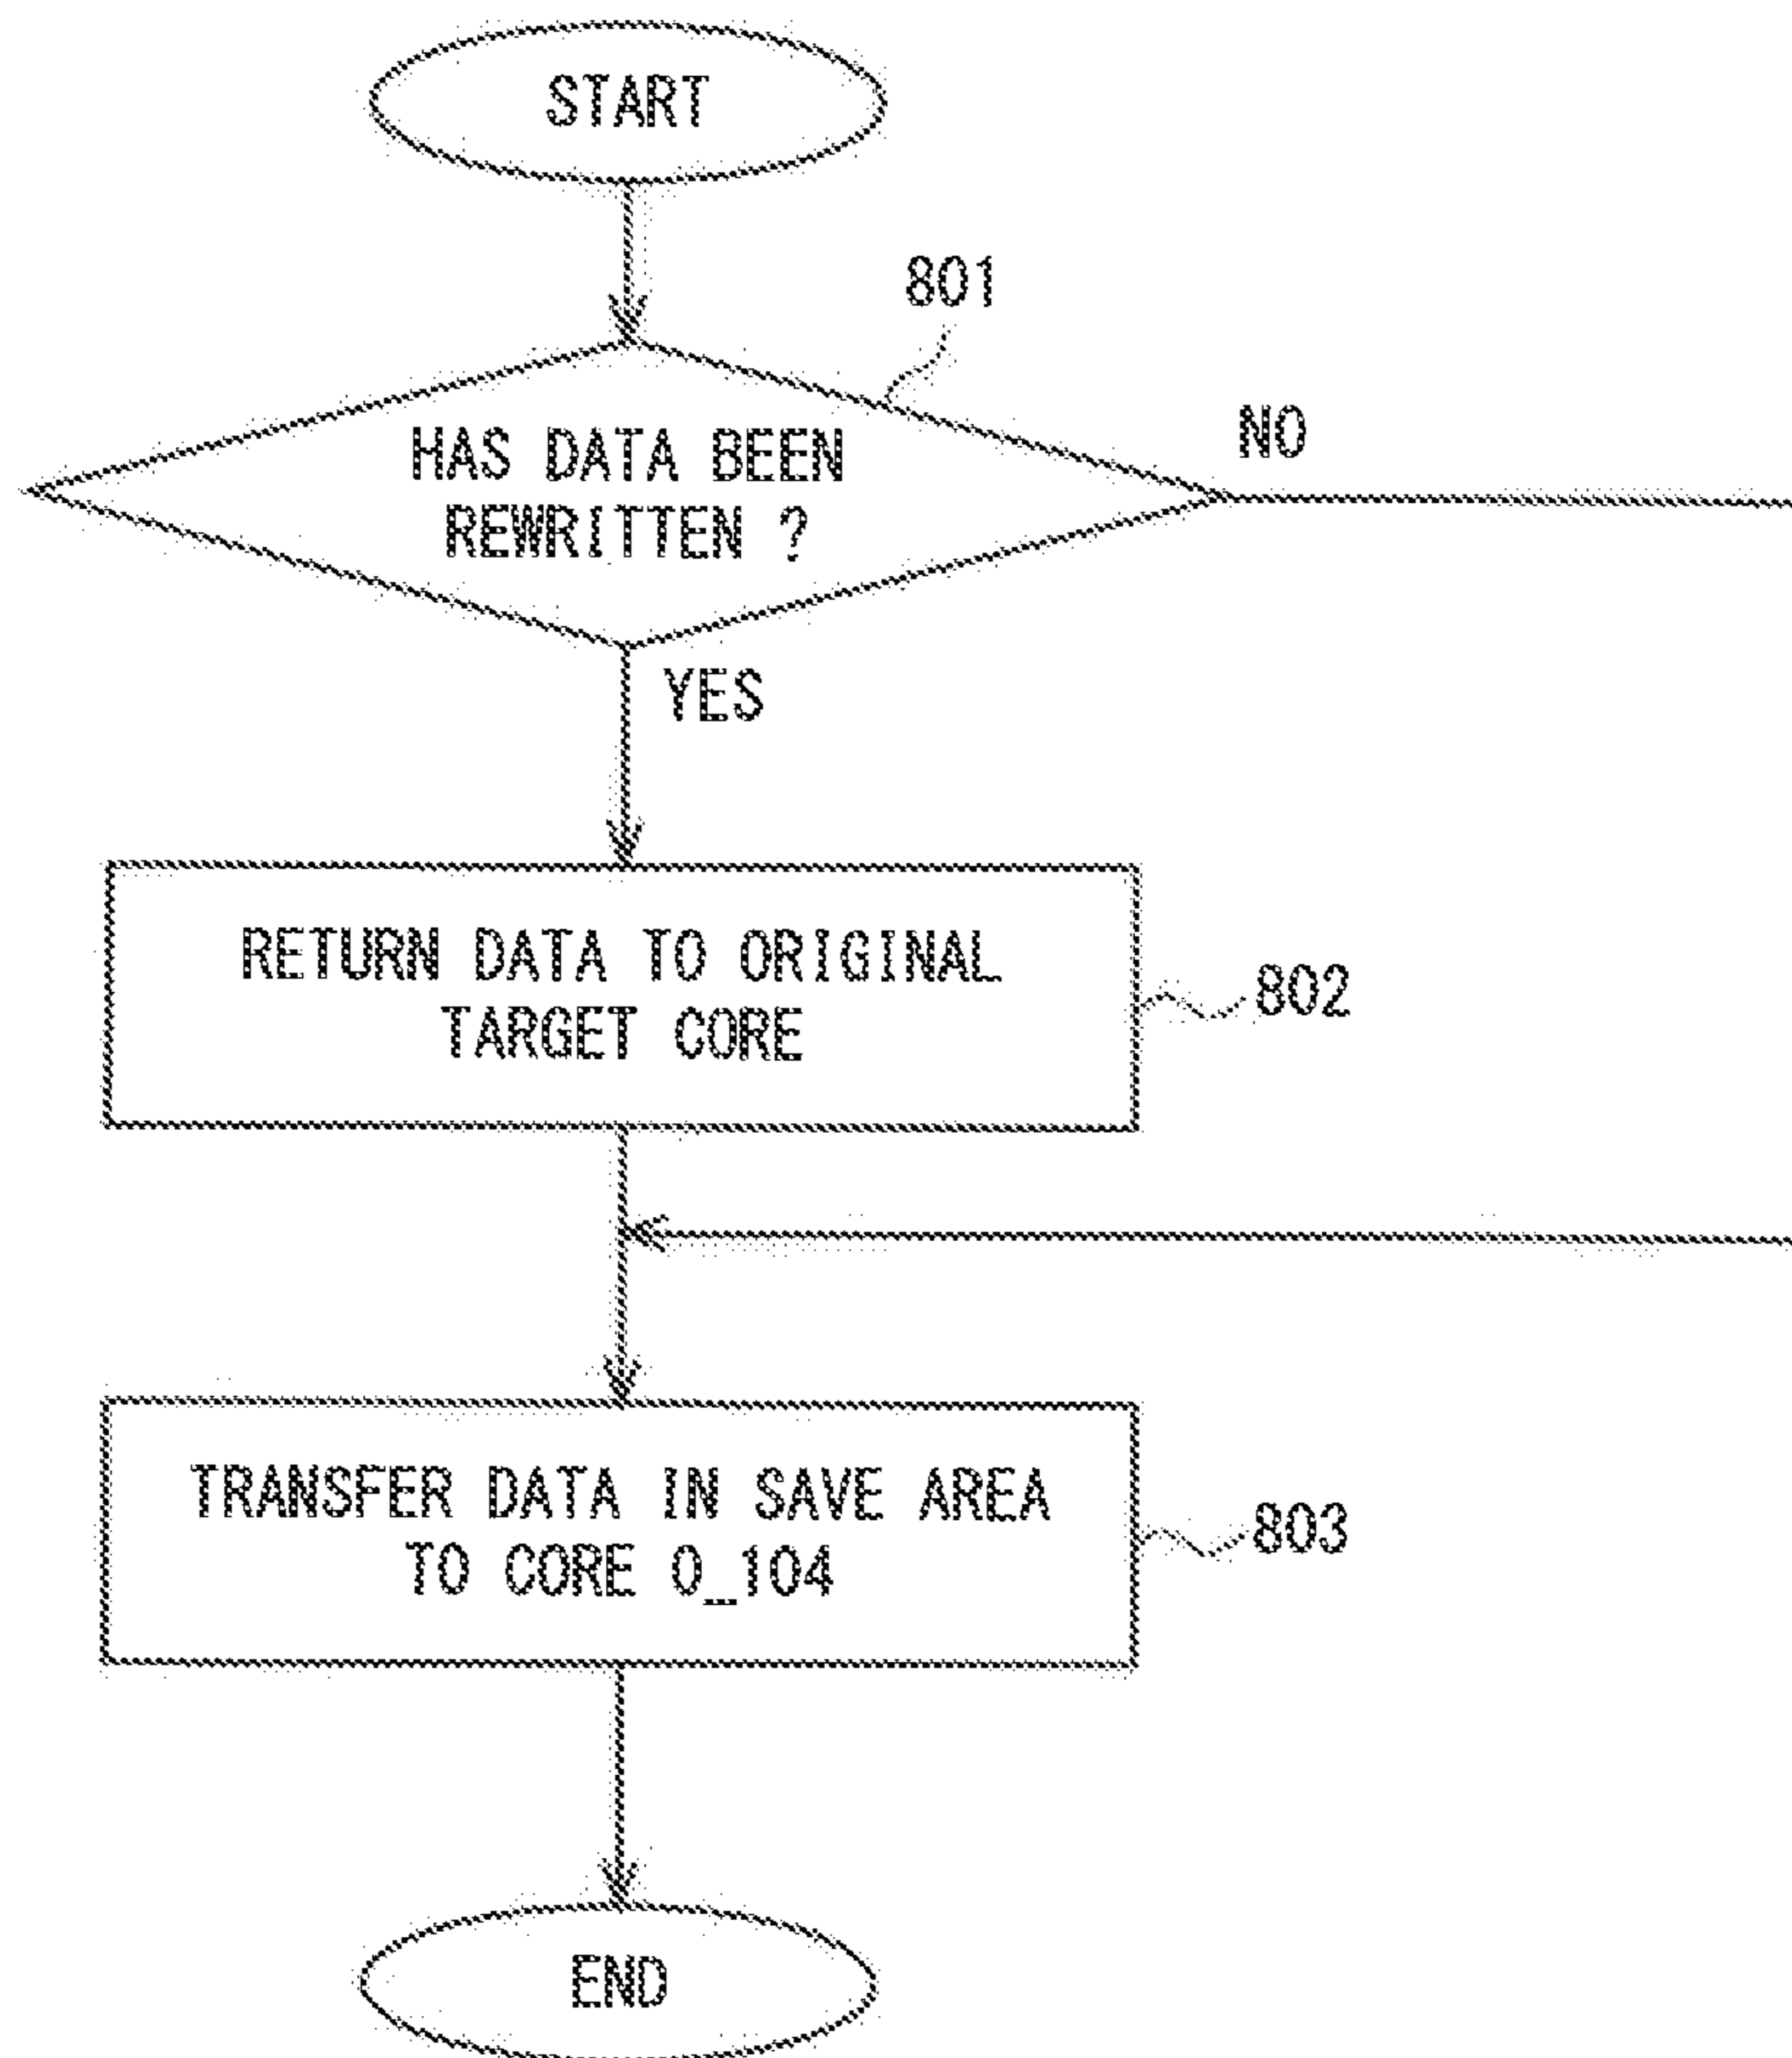 START
801
HAS DATA BEEN
REWRITTEN ?
NO
YES
RETURN DATA TO ORIGINAL
TARGET CORE
802
TRANSFER DATA IN SAVE AREA
TO CORE 0_104
803
END